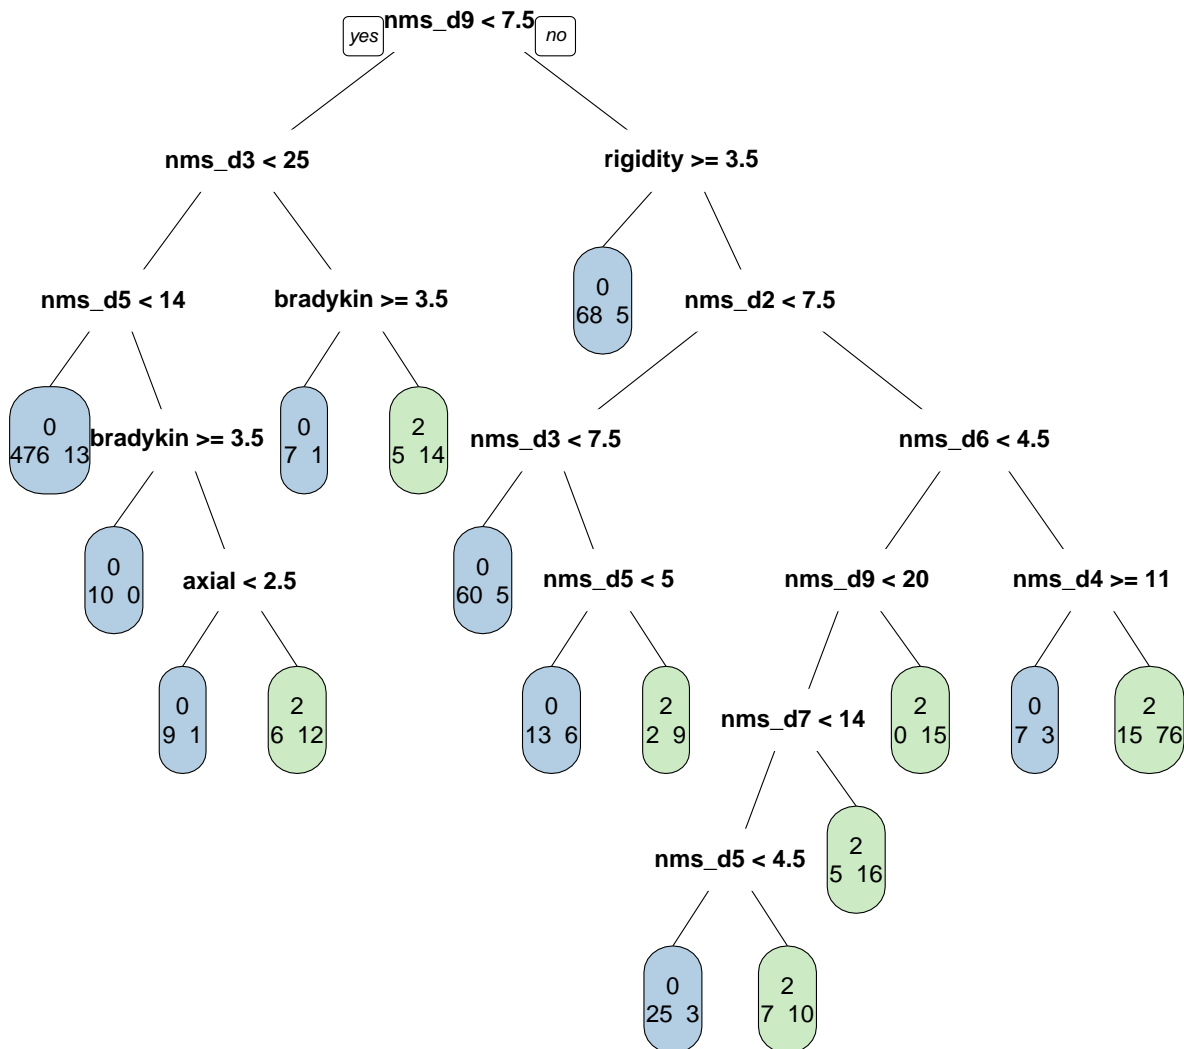 nms_d9 < 7.5
yes
no
nms_d3 < 25
rigidity >= 3.5
nms_d5 < 14
bradykin >= 3.5
0
68 5
nms_d2 < 7.5
0
476 13
bradykin >= 3.5
0
7 1
2
5 14
nms_d3 < 7.5
nms_d6 < 4.5
0
10 0
axial < 2.5
0
60 5
nms_d5 < 5
nms_d9 < 20
nms_d4 >= 11
0
9 1
2
6 12
0
13 6
2
2 9
nms_d7 < 14
2
0 15
0
7 3
2
15 76
nms_d5 < 4.5
2
5 16
0
25 3
2
7 10